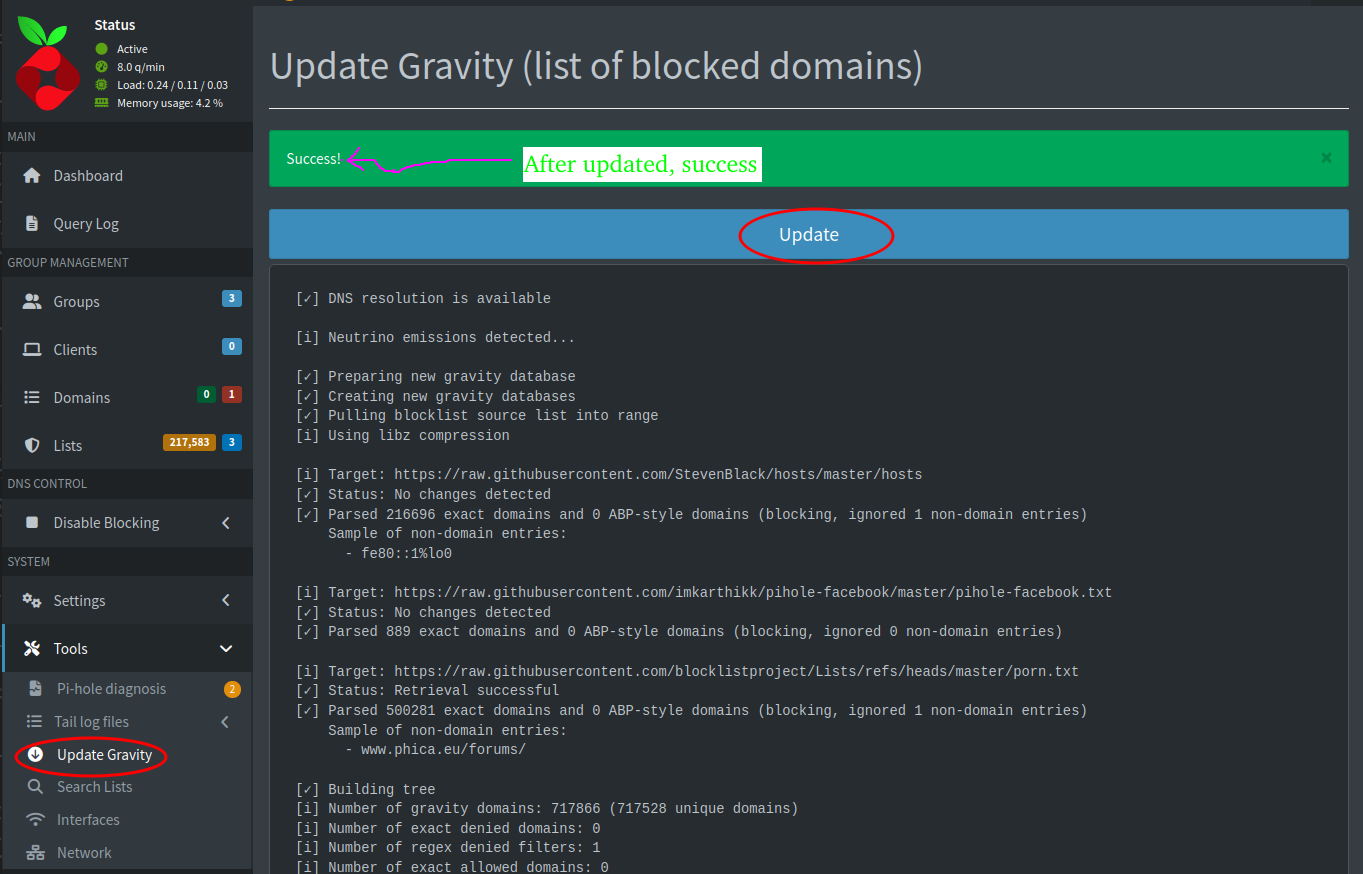 Status
Active
8.0 q/min
Load: 0.24 / 0.11 / 0.03
Memory usage: 4.2 %
MAIN
Dashboard
Query Log
GROUP MANAGEMENT
Groups 3
Clients 0
Domains 0 1
Lists 217,583 3
DNS CONTROL
Disable Blocking
SYSTEM
Settings
Tools
Pi-hole diagnosis 2
Tail log files
Update Gravity
Search Lists
Interfaces
Network
Update Gravity (list of blocked domains)
Success! After updated, success ×
Update
[✓] DNS resolution is available
[i] Neutrino emissions detected...
[✓] Preparing new gravity database
[✓] Creating new gravity databases
[✓] Pulling blocklist source list into range
[i] Using libz compression
[i] Target: https://raw.githubusercontent.com/StevenBlack/hosts/master/hosts
[✓] Status: No changes detected
[✓] Parsed 216696 exact domains and 0 ABP-style domains (blocking, ignored 1 non-domain entries)
Sample of non-domain entries:
- fe80::1%lo0
[i] Target: https://raw.githubusercontent.com/imkarthikk/pihole-facebook/master/pihole-facebook.txt
[✓] Status: No changes detected
[✓] Parsed 889 exact domains and 0 ABP-style domains (blocking, ignored 0 non-domain entries)
[i] Target: https://raw.githubusercontent.com/blocklistproject/Lists/refs/heads/master/porn.txt
[✓] Status: Retrieval successful
[✓] Parsed 500281 exact domains and 0 ABP-style domains (blocking, ignored 1 non-domain entries)
Sample of non-domain entries:
- www.phica.eu/forums/
[✓] Building tree
[i] Number of gravity domains: 717866 (717528 unique domains)
[i] Number of exact denied domains: 0
[i] Number of regex denied filters: 1
[i] Number of exact allowed domains: 0